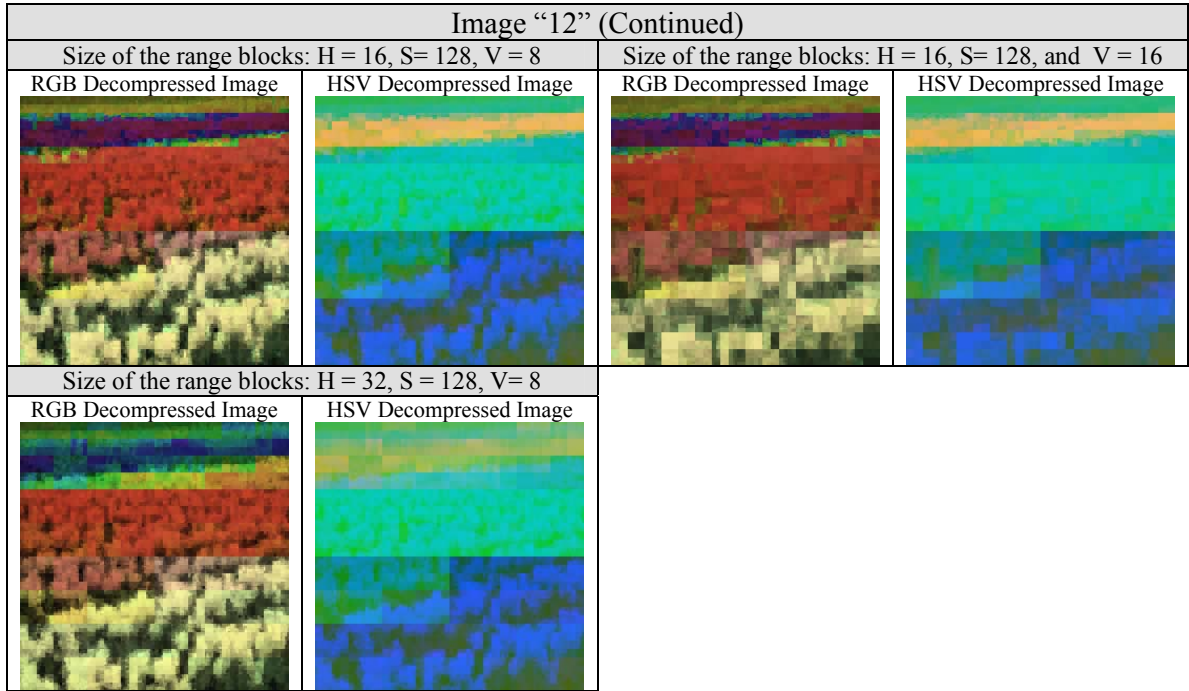 Image “12” (Continued)
Size of the range blocks: H = 16, S= 128, V = 8
Size of the range blocks: H = 16, S= 128, and  V = 16
RGB Decompressed Image
HSV Decompressed Image
RGB Decompressed Image
HSV Decompressed Image
Size of the range blocks: H = 32, S = 128, V= 8
RGB Decompressed Image
HSV Decompressed Image